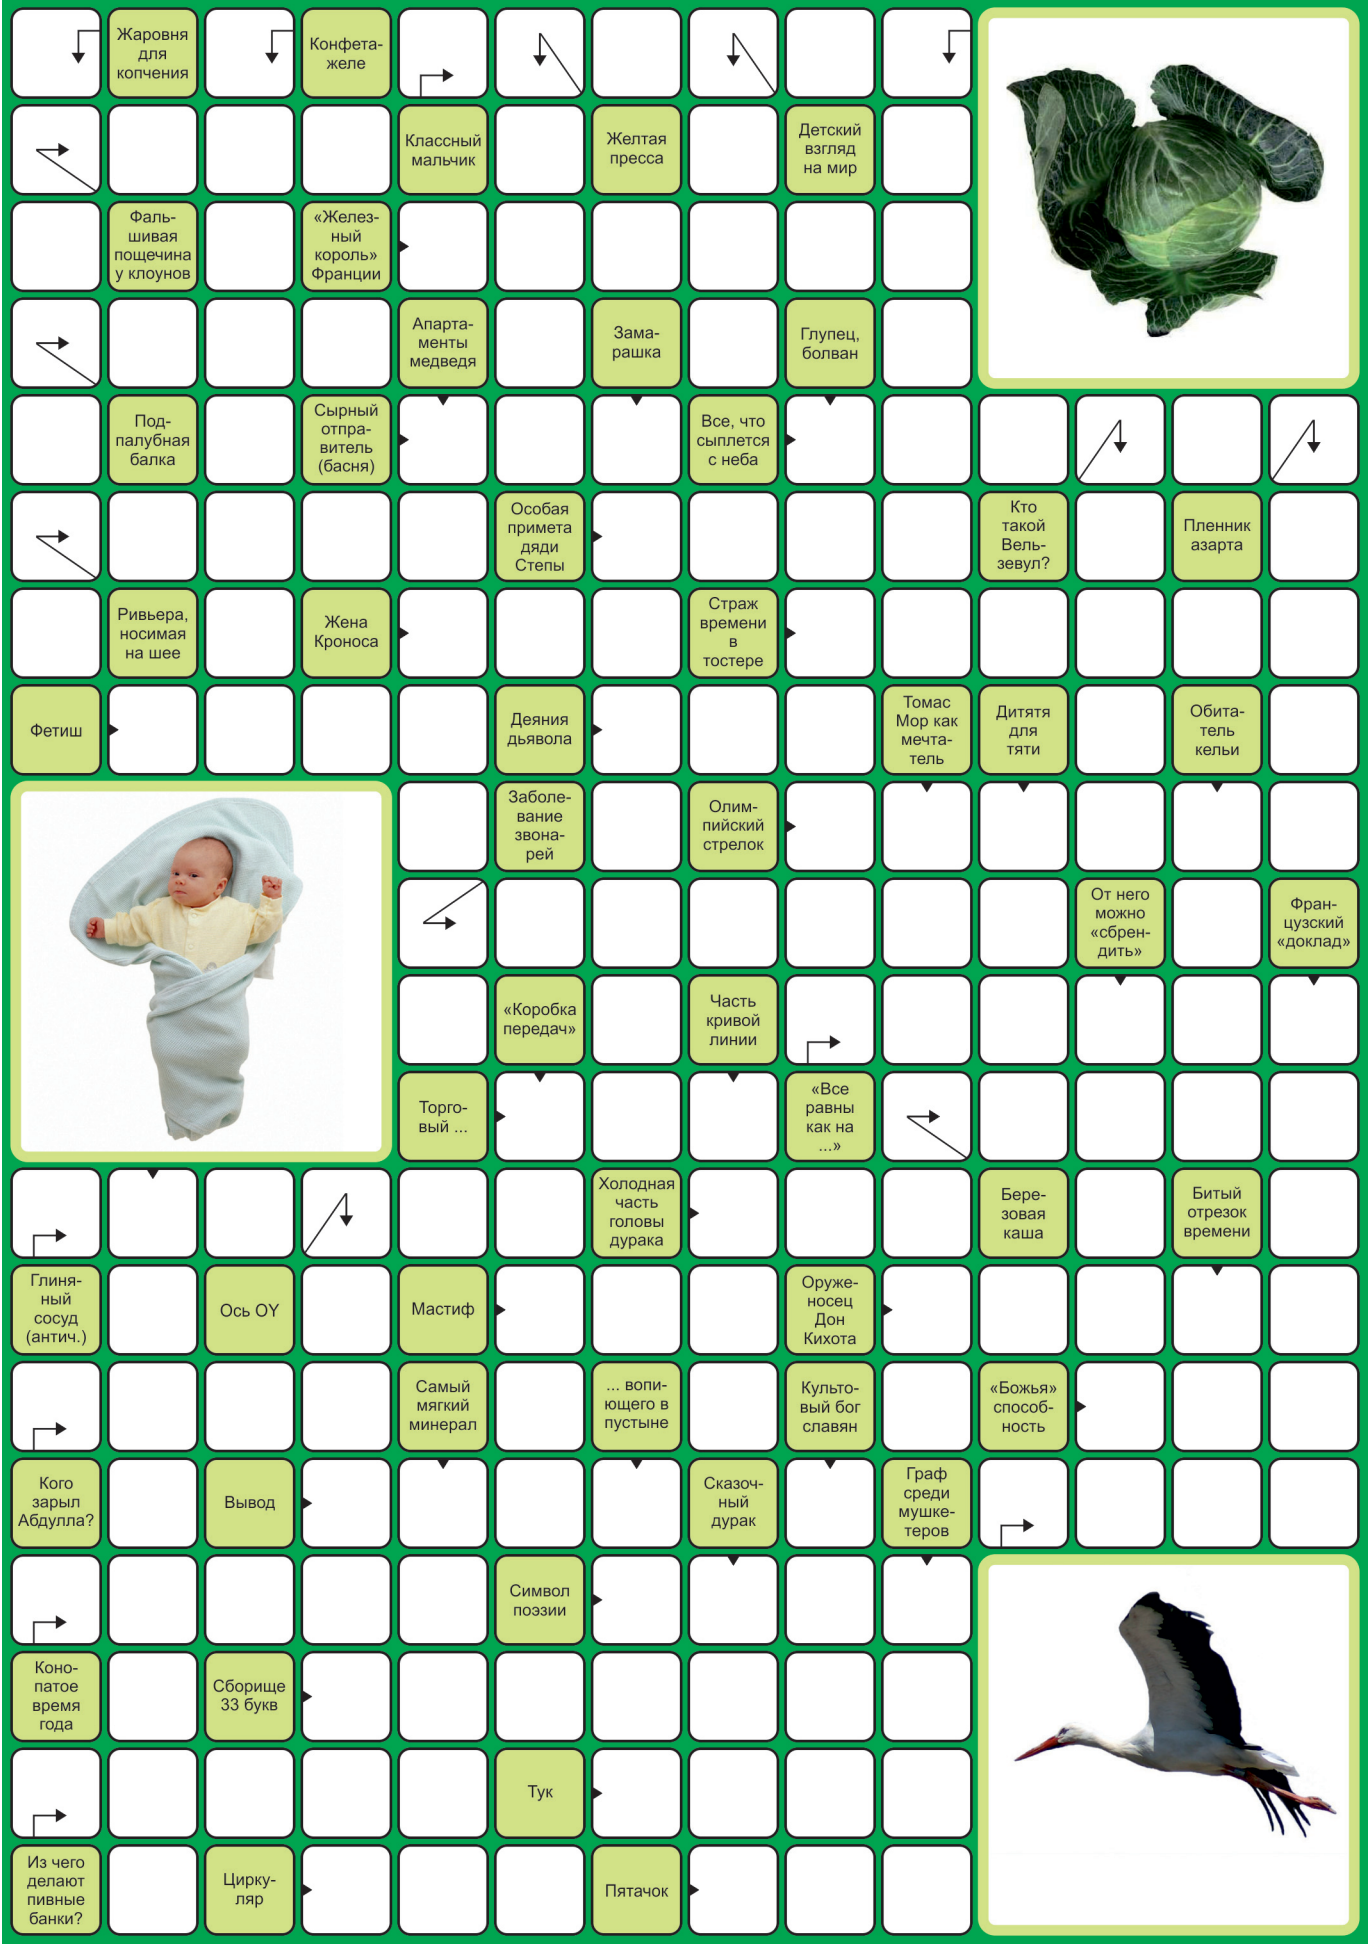 Жаровня
для
копчения
Конфета-
желе
Классный
мальчик
Желтая
пресса
Детский
взгляд
на мир
Фаль-
шивая
пощечина
у клоунов
«Желез-
ный
король»
Франции
Апарта-
менты
медведя
Зама-
рашка
Глупец,
болван
Под-
палубная
балка
Сырный
отпра-
витель
(басня)
Все, что
сыплется
с неба
Особая
примета
дяди
Степы
Кто
такой
Вель-
зевул?
Пленник
азарта
Ривьера,
носимая
на шее
Жена
Кроноса
Страж
времени
в
тостере
Фетиш
Деяния
дьявола
Томас
Мор как
мечта-
тель
Дитятя
для
тяти
Обита-
тель
кельи
Заболе-
вание
звона-
рей
Олим-
пийский
стрелок
От него
можно
«сбрен-
дить»
Фран-
цузский
«доклад»
«Коробка
передач»
Часть
кривой
линии
Торго-
вый ...
«Все
равны
как на
...»
Холодная
часть
головы
дурака
Бере-
зовая
каша
Битый
отрезок
времени
Глиня-
ный
сосуд
(антич.)
Ось OY
Мастиф
Оруже-
носец
Дон
Кихота
Самый
мягкий
минерал
... вопи-
ющего в
пустыне
Культо-
вый бог
славян
«Божья»
способ-
ность
Кого
зарыл
Абдулла?
Вывод
Сказоч-
ный
дурак
Граф
среди
мушке-
теров
Символ
поэзии
Коно-
патое
время
года
Сборище
33 букв
Тук
Из чего
делают
пивные
банки?
Цирку-
ляр
Пятачок